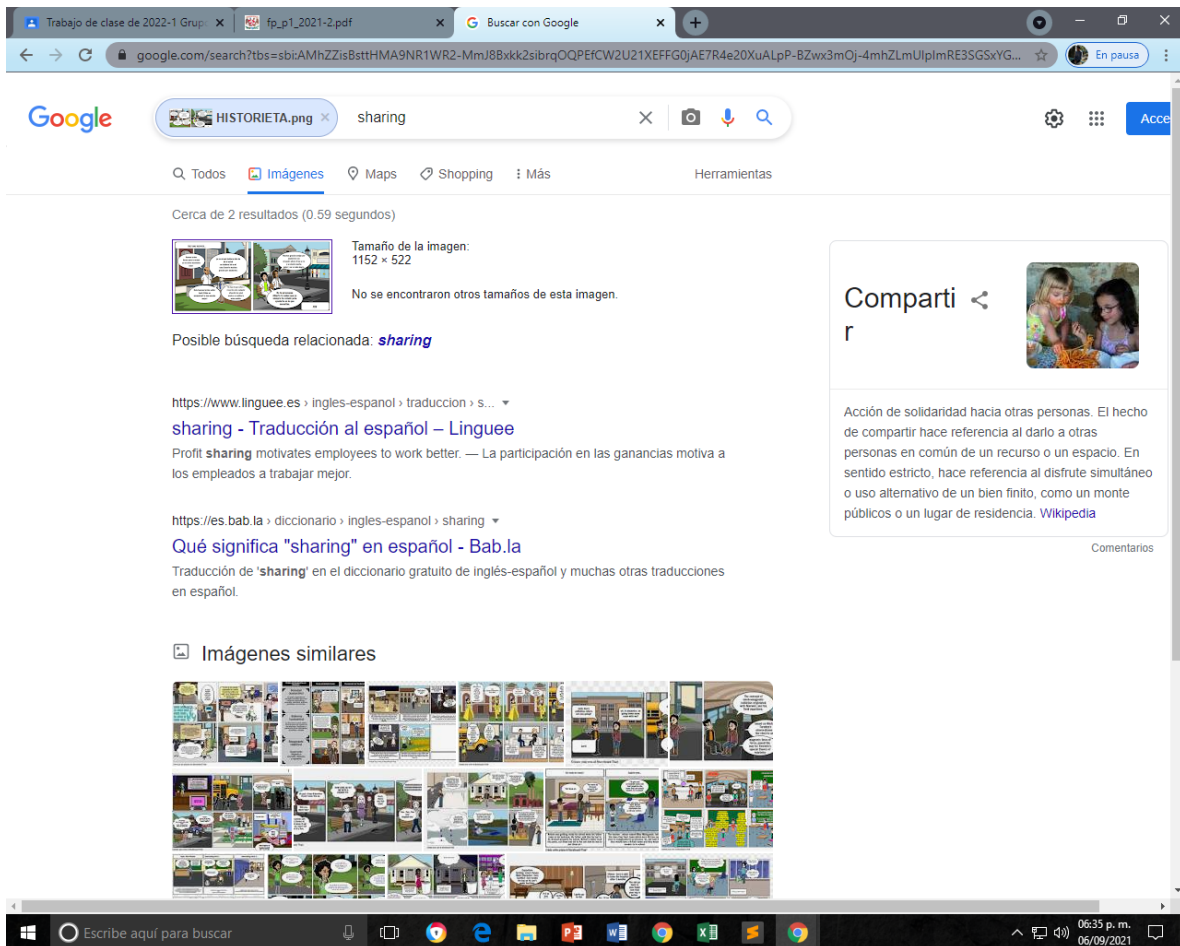 Trabajo de clase de 2022-1 Grupo
fp_p1_2021-2.pdf
Buscar con Google
google.com/search?tbs=sbi:AMhZZisBsttHMA9NR1WR2-MmJ8Bxkk2sibrqOQPEfCW2U21XEFFG0jAE7R4e20XuALpP-BZwx3mOj-4mhZLmUlpImRE3SGSxYG...
En pausa
Google
HISTORIETA.png
sharing
Acce
Todos
Imágenes
Maps
Shopping
Más
Herramientas
Cerca de 2 resultados (0.59 segundos)
Tamaño de la imagen:
1152 × 522
No se encontraron otros tamaños de esta imagen.
Posible búsqueda relacionada: sharing
https://www.linguee.es › ingles-espanol › traduccion › s...
sharing - Traducción al español – Linguee
Profit sharing motivates employees to work better. — La participación en las ganancias motiva a
los empleados a trabajar mejor.
https://es.bab.la › diccionario › ingles-espanol › sharing
Qué significa "sharing" en español - Bab.la
Traducción de 'sharing' en el diccionario gratuito de inglés-español y muchas otras traducciones
en español.
Imágenes similares
Comparti
r
Acción de solidaridad hacia otras personas. El hecho
de compartir hace referencia al darlo a otras
personas en común de un recurso o un espacio. En
sentido estricto, hace referencia al disfrute simultáneo
o uso alternativo de un bien finito, como un monte
públicos o un lugar de residencia. Wikipedia
Comentarios
Escribe aquí para buscar
06:35 p. m.
06/09/2021